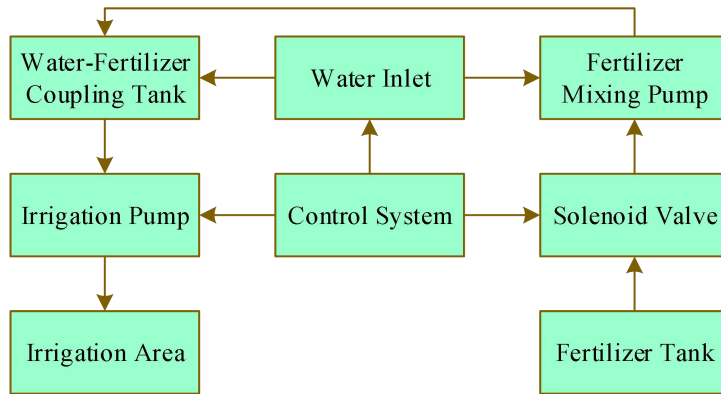 Water-Fertilizer
Coupling Tank
Water Inlet
Fertilizer
Mixing Pump
Irrigation Pump
Control System
Solenoid Valve
Irrigation Area
Fertilizer Tank